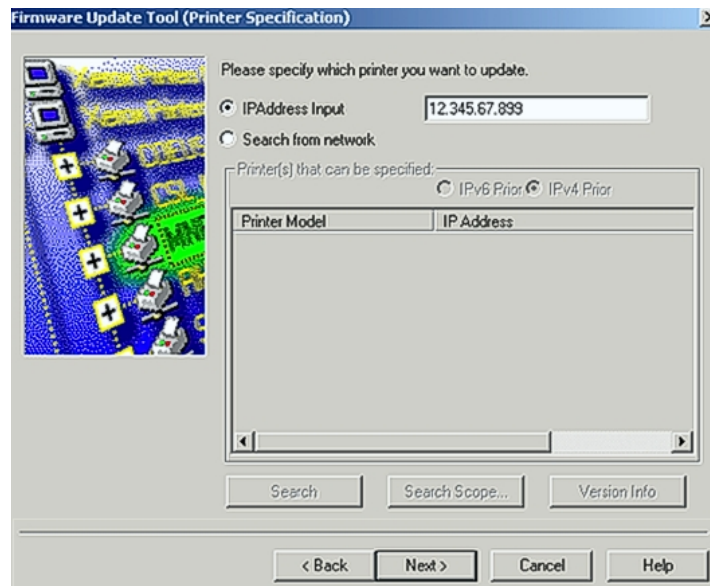 Firmware Update Tool (Printer Specification)
Please specify which printer you want to update.
IPAddress Input 12.345.67.899
Search from network
Printer(s) that can be specified:
IPv6 Prior IPv4 Prior
Printer Model IP Address
Search Search Scope... Version Info
< Back Next > Cancel Help